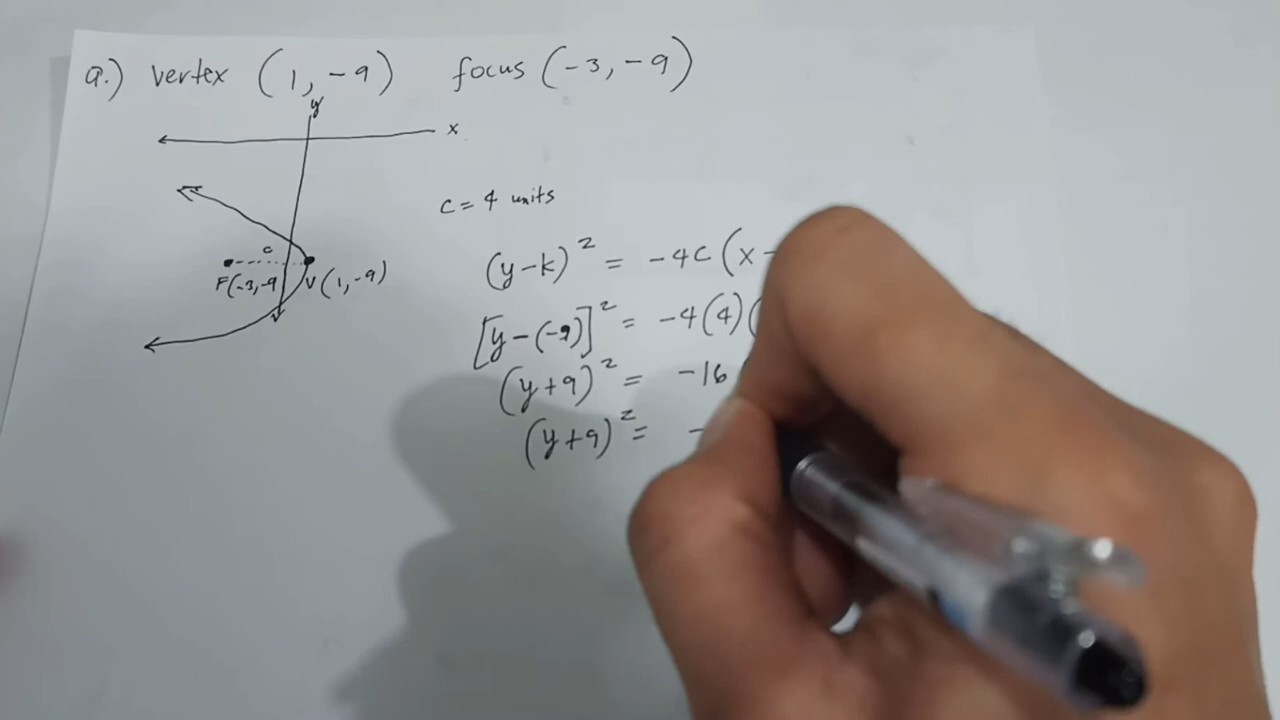 a.) vertex (1, -9) focus (-3, -9)
y
x
c = 4 units
c
F(-3, -9
V(1, -9)
(y-k)² = -4c(x-
[y-(-9)]² = -4(4)(
(y+9)² = -16
(y+9)² = -